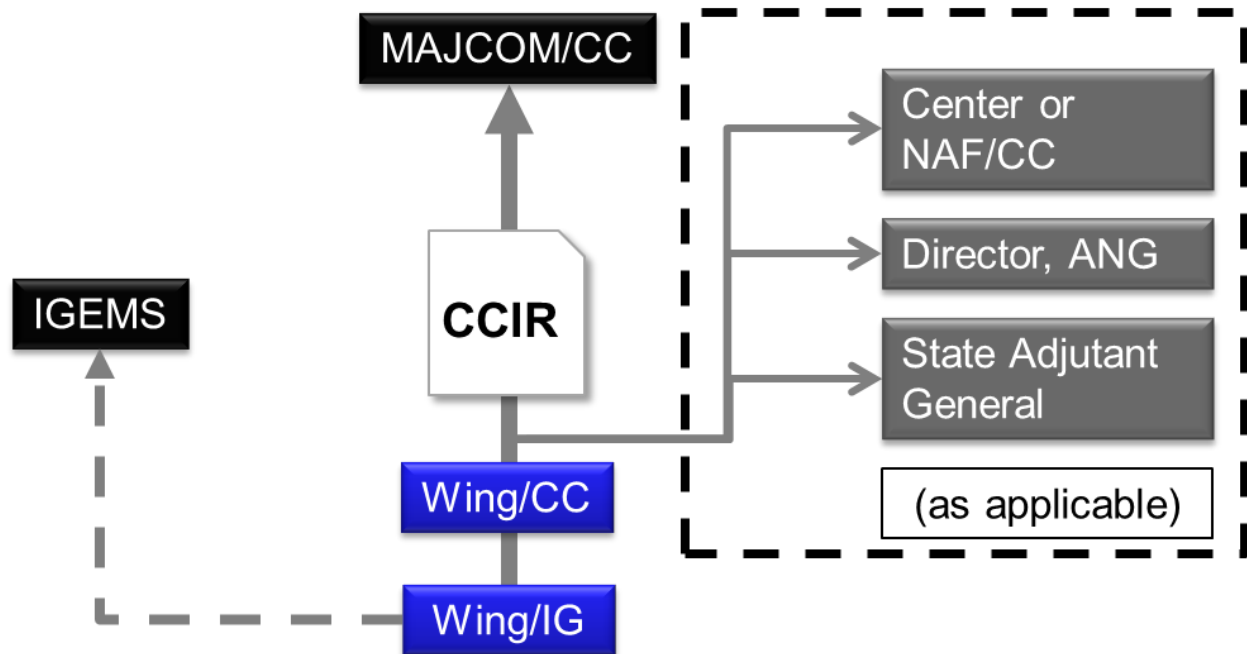 MAJCOM/CC
Center or
NAF/CC
Director, ANG
IGEMS
CCIR
State Adjutant
General
Wing/CC
(as applicable)
Wing/IG